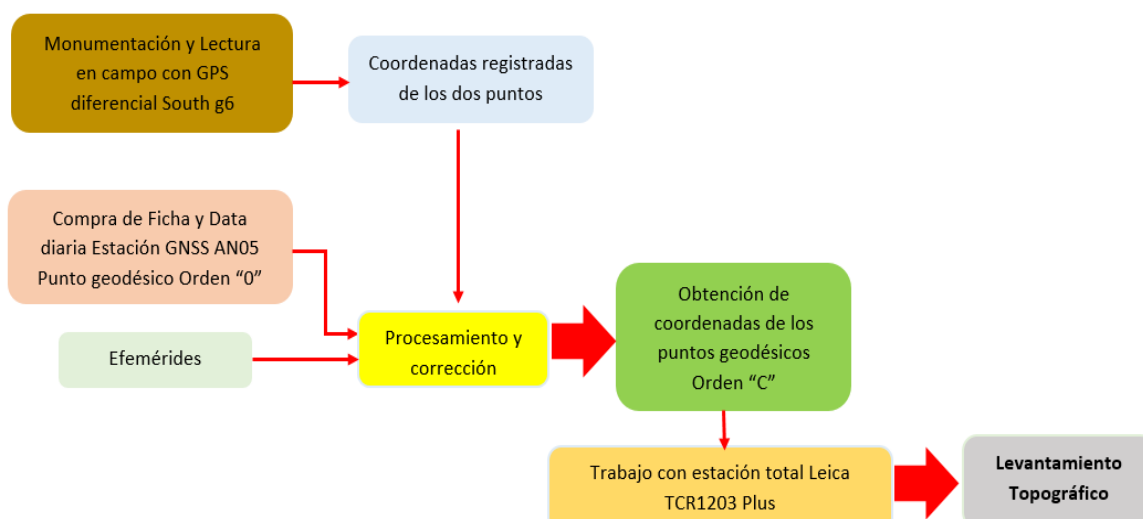 Monumentación y Lectura
en campo con GPS
diferencial South g6
Coordenadas registradas
de los dos puntos
Compra de Ficha y Data
diaria Estación GNSS AN05
Punto geodésico Orden “0”
Efemérides
Procesamiento y
corrección
Obtención de
coordenadas de los
puntos geodésicos
Orden “C”
Trabajo con estación total Leica
TCR1203 Plus
Levantamiento
Topográfico